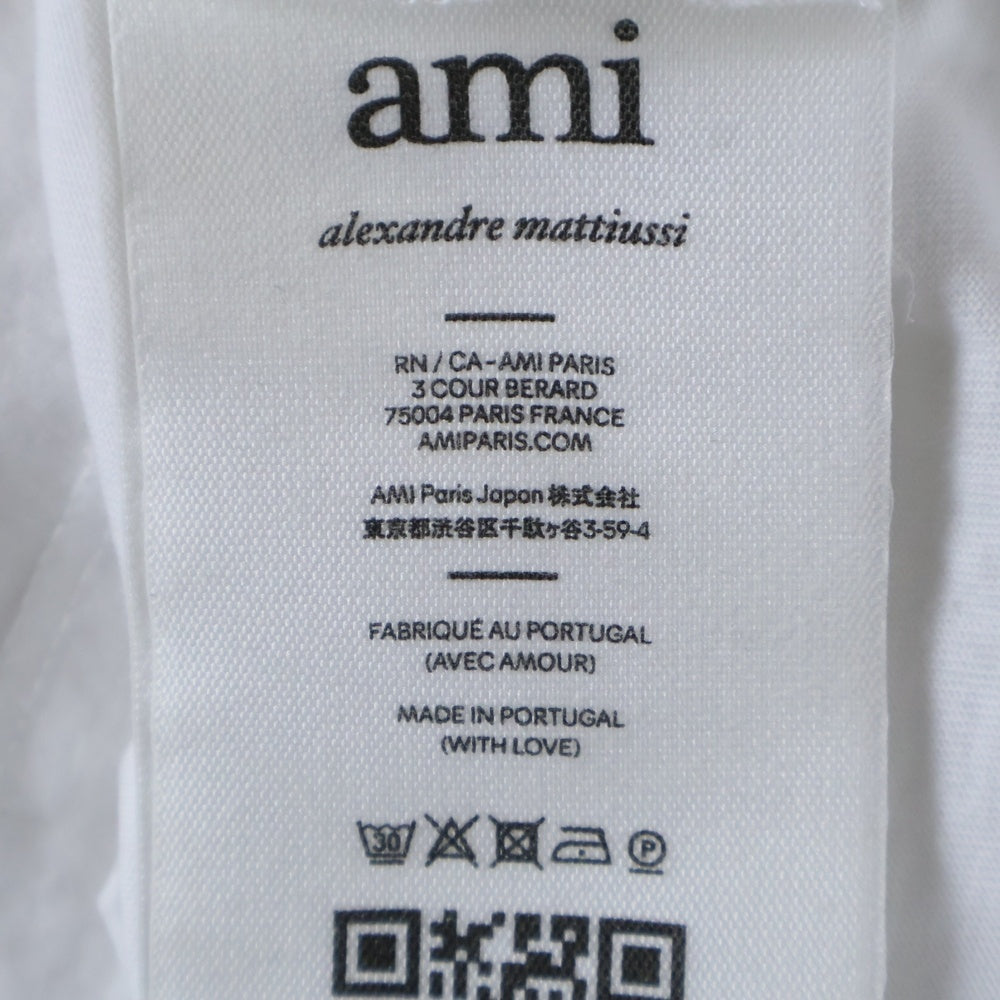 ami
alexandre mattiussi
RN / CA-AMI PARIS
3 COUR BERARD
75004 PARIS FRANCE
AMIPARIS.COM
AMI Paris Japan 株式会社
東京都渋谷区千駄ヶ谷3-59-4
FABRIQUÉ AU PORTUGAL
(AVEC AMOUR)
MADE IN PORTUGAL
(WITH LOVE)
30 P